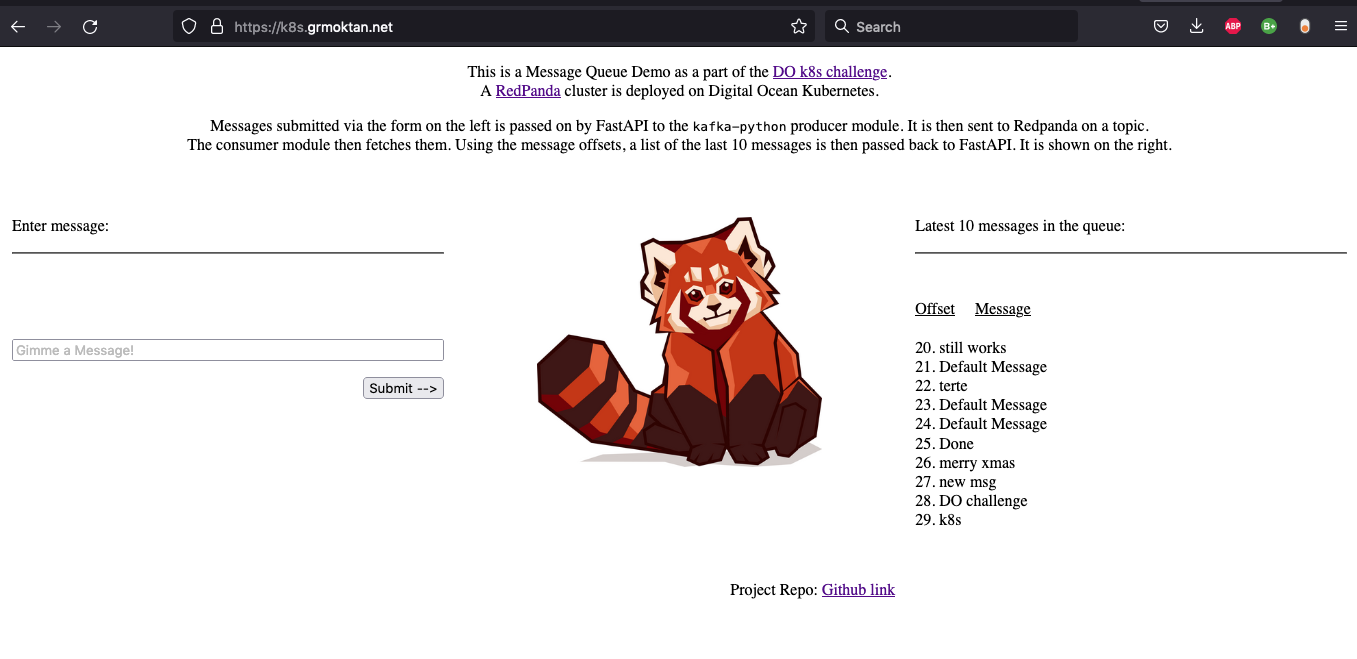 https://k8s.grmoktan.net
Search
ABP
B+
This is a Message Queue Demo as a part of the DO k8s challenge.
A RedPanda cluster is deployed on Digital Ocean Kubernetes.
Messages submitted via the form on the left is passed on by FastAPI to the kafka-python producer module. It is then sent to Redpanda on a topic.
The consumer module then fetches them. Using the message offsets, a list of the last 10 messages is then passed back to FastAPI. It is shown on the right.
Enter message:
Gimme a Message!
Submit -->
Latest 10 messages in the queue:
Offset Message
20. still works
21. Default Message
22. terte
23. Default Message
24. Default Message
25. Done
26. merry xmas
27. new msg
28. DO challenge
29. k8s
Project Repo: Github link